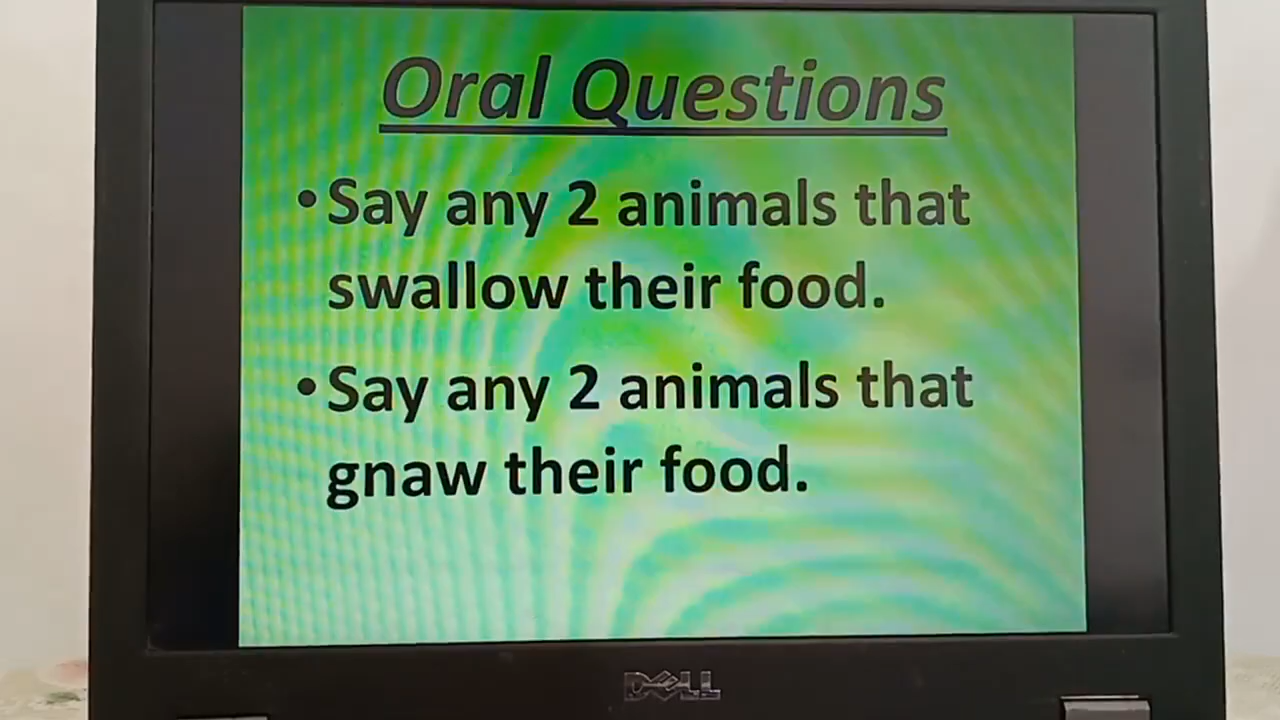 Oral Questions
•Say any 2 animals that
swallow their food.
•Say any 2 animals that
gnaw their food.
DELL